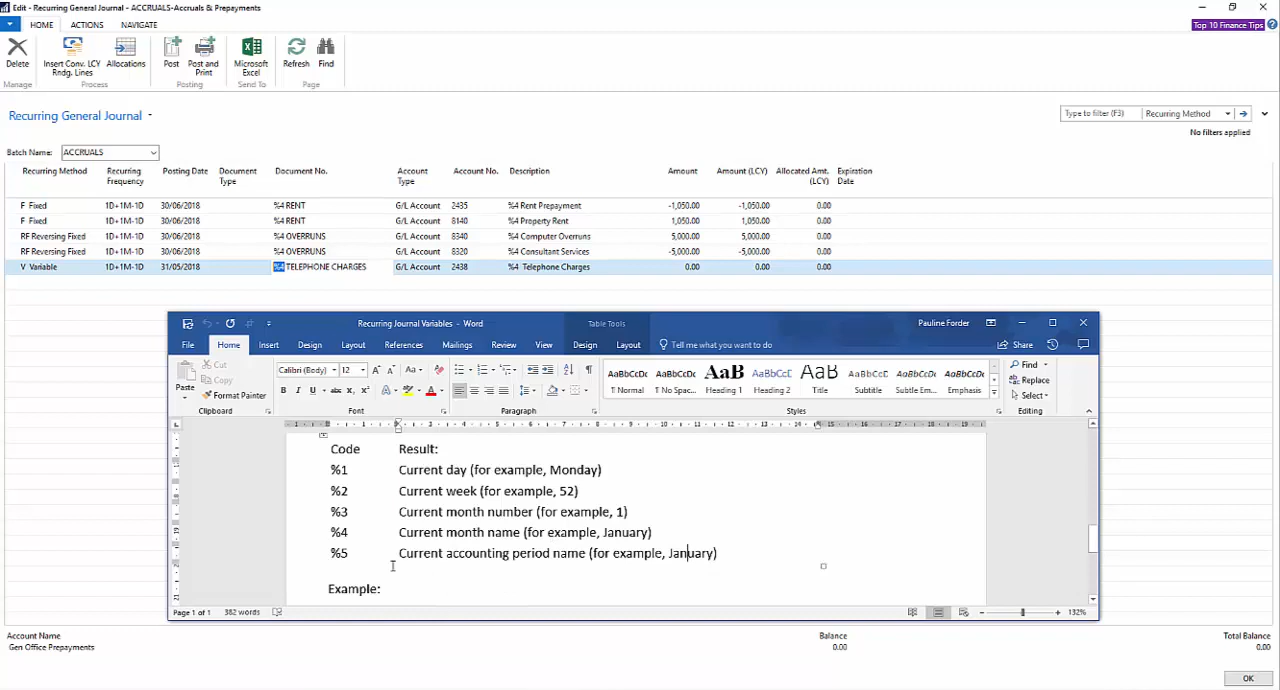 Edit - Recurring General Journal - ACCRUALS-Accruals & Prepayments
HOME ACTIONS NAVIGATE
Top 10 Finance Tips
Delete Insert Conv. LCY Rndg. Lines Allocations Post Post and Print Microsoft Excel Refresh Find
Manage Process Posting Send To Page
Recurring General Journal
Type to filter (F3) Recurring Method
No filters applied
Batch Name: ACCRUALS
Recurring Method Recurring Frequency Posting Date Document Type Document No. Account Type Account No. Description Amount Amount (LCY) Allocated Amt. (LCY) Expiration Date
F Fixed 1D+1M-1D 30/06/2018 %4 RENT G/L Account 2435 %4 Rent Prepayment -1,050.00 -1,050.00 0.00
F Fixed 1D+1M-1D 30/06/2018 %4 RENT G/L Account 8140 %4 Property Rent 1,050.00 1,050.00 0.00
RF Reversing Fixed 1D+1M-1D 30/06/2018 %4 OVERRUNS G/L Account 8340 %4 Computer Overruns 5,000.00 5,000.00 0.00
RF Reversing Fixed 1D+1M-1D 30/06/2018 %4 OVERRUNS G/L Account 8320 %4 Consultant Services -5,000.00 -5,000.00 0.00
V Variable 1D+1M-1D 31/05/2018 %4 TELEPHONE CHARGES G/L Account 2438 %4 Telephone Charges 0.00 0.00 0.00
Recurring Journal Variables - Word Table Tools Pauline Forder
File Home Insert Design Layout References Mailings Review View Design Layout Tell me what you want to do Share
Paste Cut Copy Format Painter
Calibri (Body) 12
B I U abc
AaBbCcDc AaBbCcDc AaB AaBbCcE AaB AaBbCcD AaBbCcDt AaBbCcDt
¶ Normal ¶ No Spac... Heading 1 Heading 2 Title Subtitle Subtle Em... Emphasis
Find Replace Select
Clipboard Font Paragraph Styles Editing
Code Result:
%1 Current day (for example, Monday)
%2 Current week (for example, 52)
%3 Current month number (for example, 1)
%4 Current month name (for example, January)
%5 Current accounting period name (for example, January)
Example:
Page 1 of 1 382 words 132%
Account Name Balance Total Balance
Gen Office Prepayments 0.00 0.00
OK